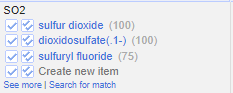 SO2
sulfur dioxide (100)
dioxidosulfate(.1-) (100)
sulfuryl fluoride (75)
Create new item
See more | Search for match